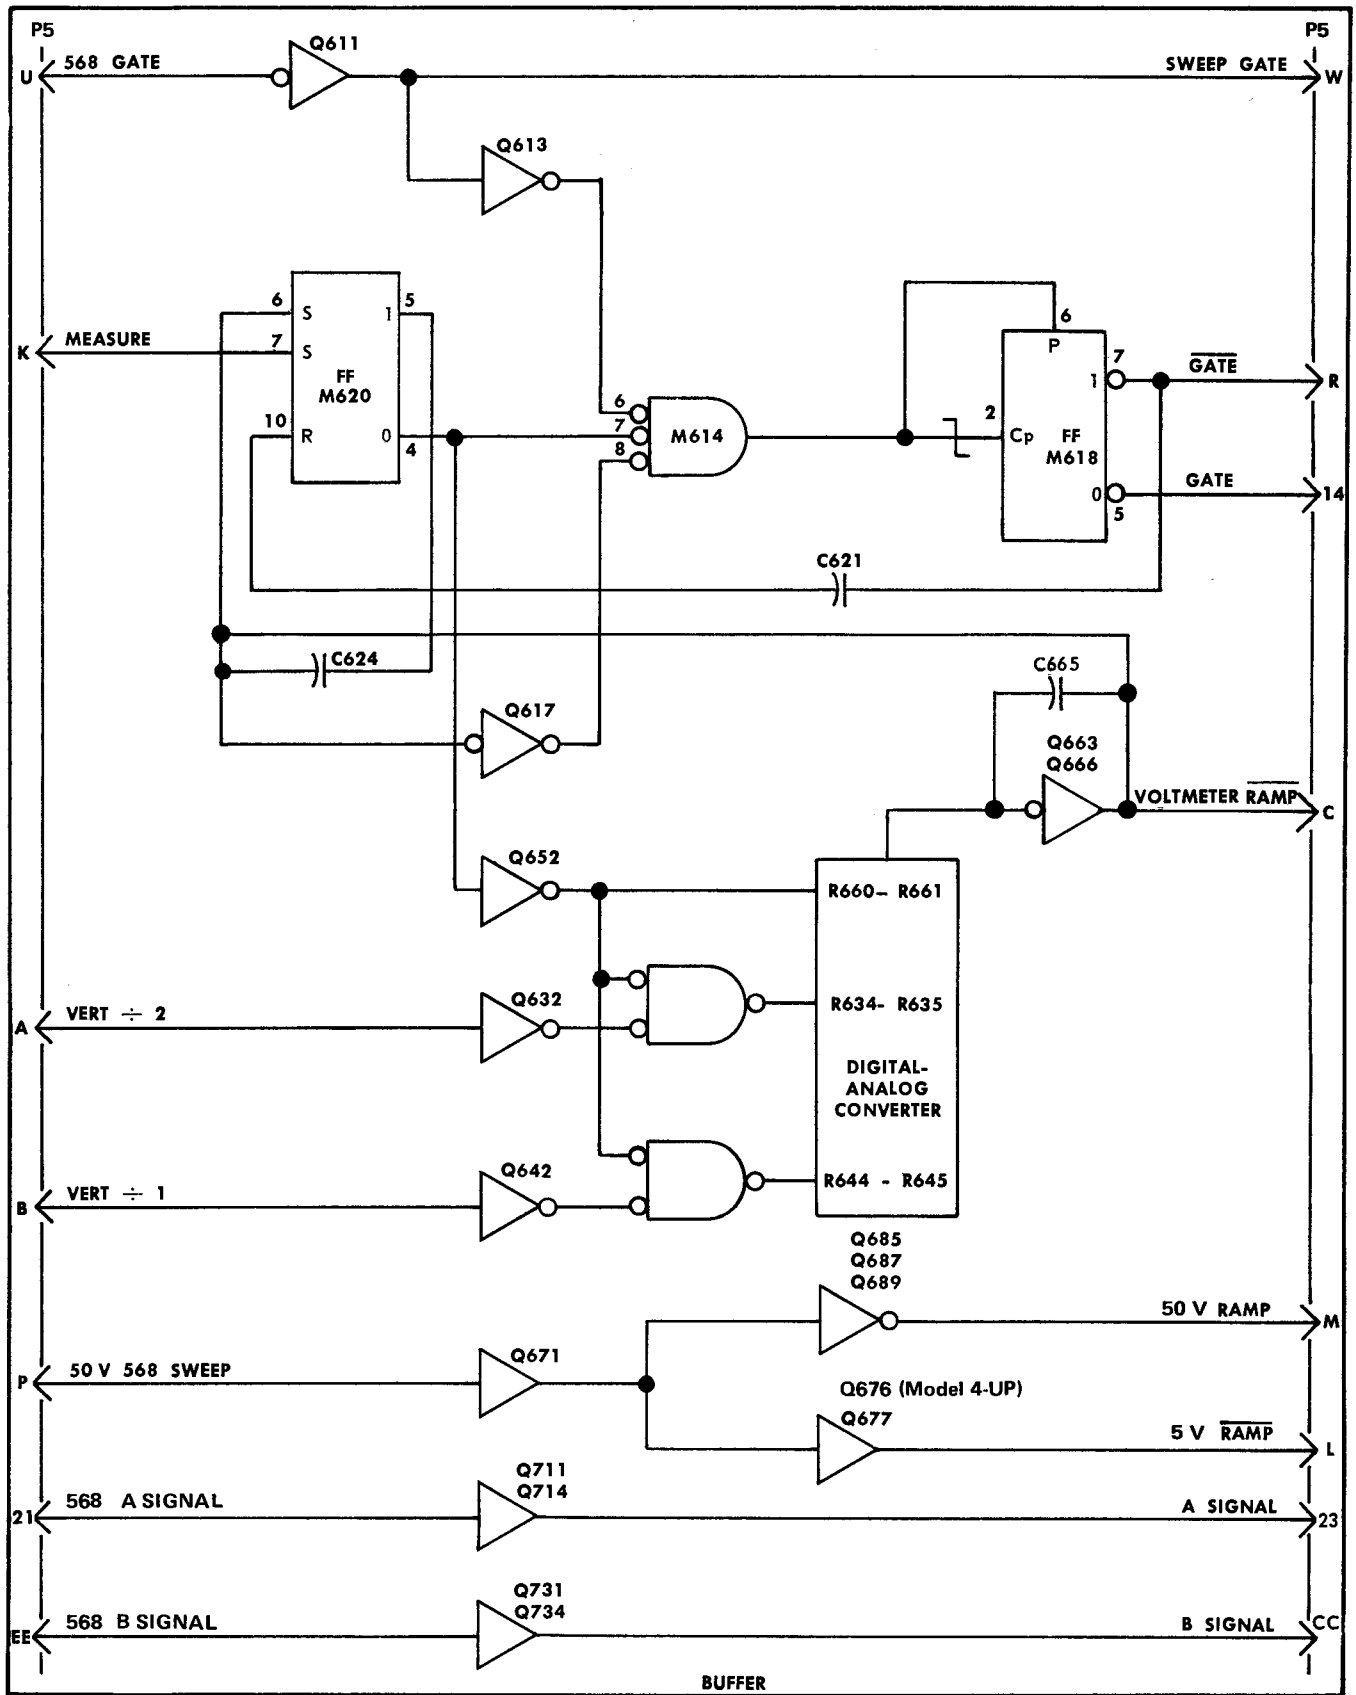 P5
P5
Q611
U
568 GATE
SWEEP GATE
W
Q613
6
S
1
5
K
MEASURE
7
S
FF
M620
10
R
0
4
6
7
8
M614
6
P
7
1
GATE
R
2
Cp
FF
M618
0
5
GATE
14
C621
C624
C665
Q617
Q663
Q666
VOLTMETER RAMP
C
Q652
R660- R661
A
VERT ÷ 2
Q632
R634- R635
DIGITAL-
ANALOG
CONVERTER
B
VERT ÷ 1
Q642
R644 - R645
Q685
Q687
Q689
50 V RAMP
M
P
50 V 568 SWEEP
Q671
Q676 (Model 4-UP)
Q677
5 V RAMP
L
21
568 A SIGNAL
Q711
Q714
A SIGNAL
23
EE
568 B SIGNAL
Q731
Q734
B SIGNAL
CC
BUFFER